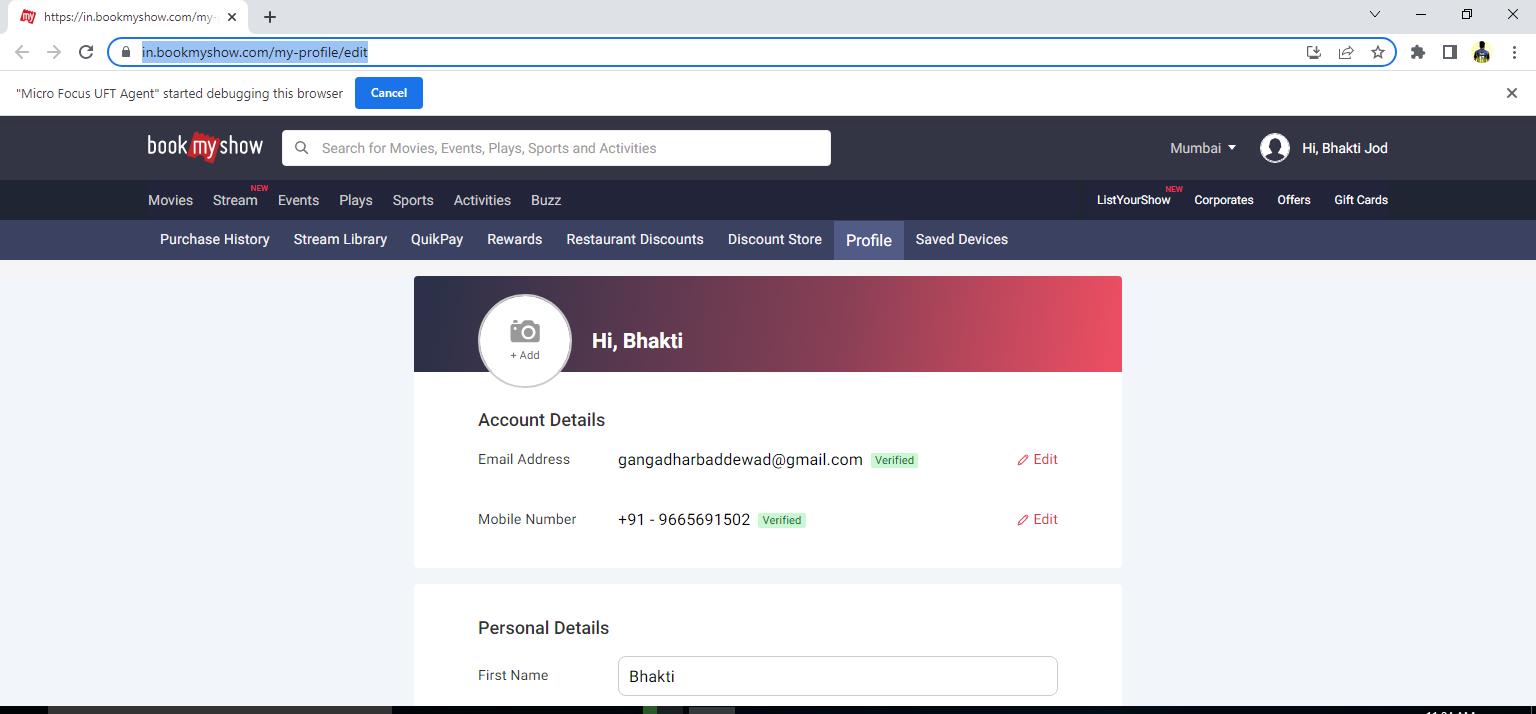 https://in.bookmyshow.com/my-
in.bookmyshow.com/my-profile/edit
"Micro Focus UFT Agent" started debugging this browser Cancel
book my show Search for Movies, Events, Plays, Sports and Activities Mumbai Hi, Bhakti Jod
Movies Stream NEW Events Plays Sports Activities Buzz ListYourShow NEW Corporates Offers Gift Cards
Purchase History Stream Library QuikPay Rewards Restaurant Discounts Discount Store Profile Saved Devices
+ Add
Hi, Bhakti
Account Details
Email Address gangadharbaddewad@gmail.com Verified Edit
Mobile Number +91 - 9665691502 Verified Edit
Personal Details
First Name Bhakti